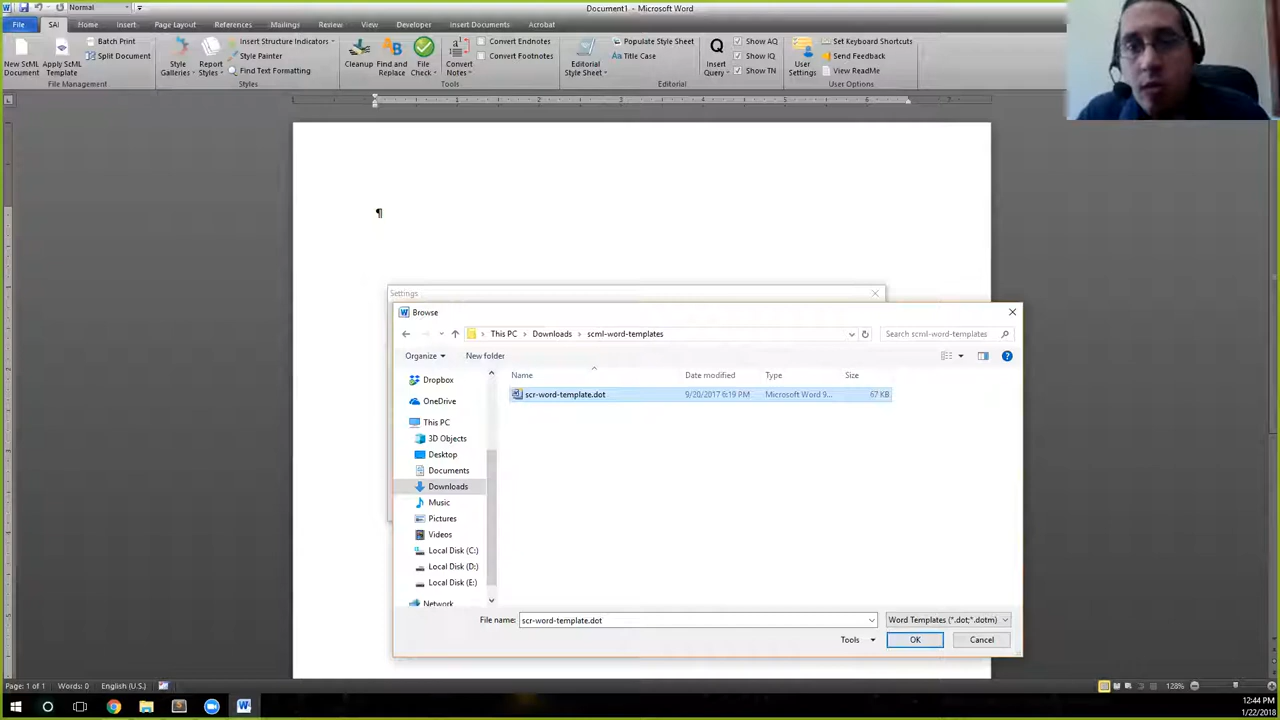 Normal
Document1 - Microsoft Word
File
SAI
Home
Insert
Page Layout
References
Mailings
Review
View
Developer
Insert Documents
Acrobat
New ScML Document
Apply ScML Template
Batch Print
Split Document
File Management
Style Galleries
Report Styles
Insert Structure Indicators
Style Painter
Find Text Formatting
Styles
Cleanup
Find and Replace
File Check
Convert Notes
Convert Endnotes
Convert Footnotes
Tools
Editorial Style Sheet
Populate Style Sheet
Title Case
Insert Query
Show AQ
Show IQ
Show TN
Editorial
User Settings
Set Keyboard Shortcuts
Send Feedback
View ReadMe
User Options
¶
Settings
Browse
This PC
Downloads
scml-word-templates
Search scml-word-templates
Organize
New folder
Name
Date modified
Type
Size
scr-word-template.dot
9/20/2017 6:19 PM
Microsoft Word 9...
67 KB
Dropbox
OneDrive
This PC
3D Objects
Desktop
Documents
Downloads
Music
Pictures
Videos
Local Disk (C:)
Local Disk (D:)
Local Disk (E:)
Network
File name:
scr-word-template.dot
Word Templates (*.dot;*.dotm)
Tools
OK
Cancel
Page: 1 of 1
Words: 0
English (U.S.)
128%
12:44 PM
1/22/2018